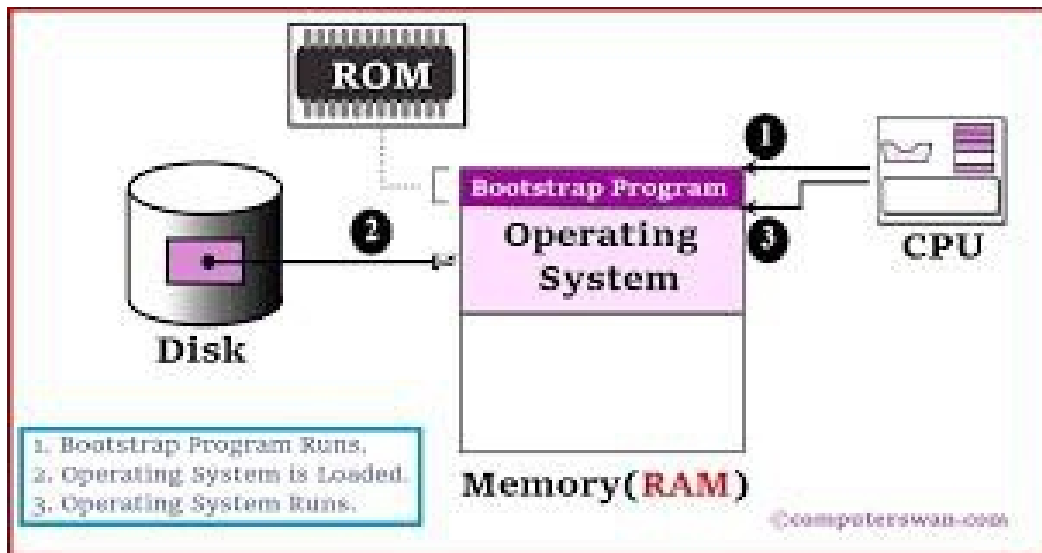 ROM
1
Bootstrap Program
2
3
Operating
System
CPU
Disk
1. Bootstrap Program Runs.
2. Operating System is Loaded.
3. Operating System Runs.
Memory(RAM)
©computerswan-com